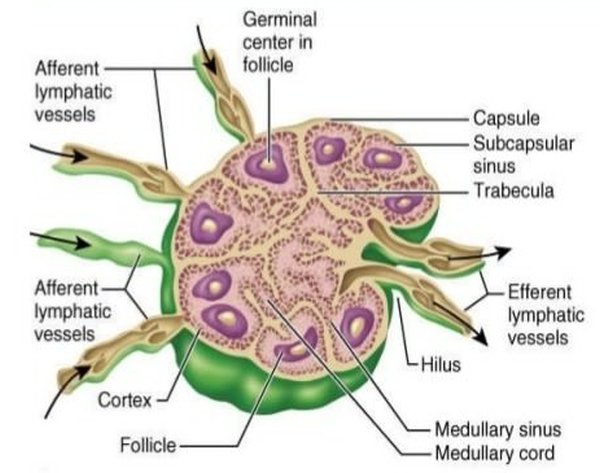 Germinal
center in
follicle
Afferent
lymphatic
vessels
Capsule
Subcapsular
sinus
Trabecula
Afferent
lymphatic
vessels
Efferent
lymphatic
vessels
Hilus
Cortex
Medullary sinus
Follicle
Medullary cord